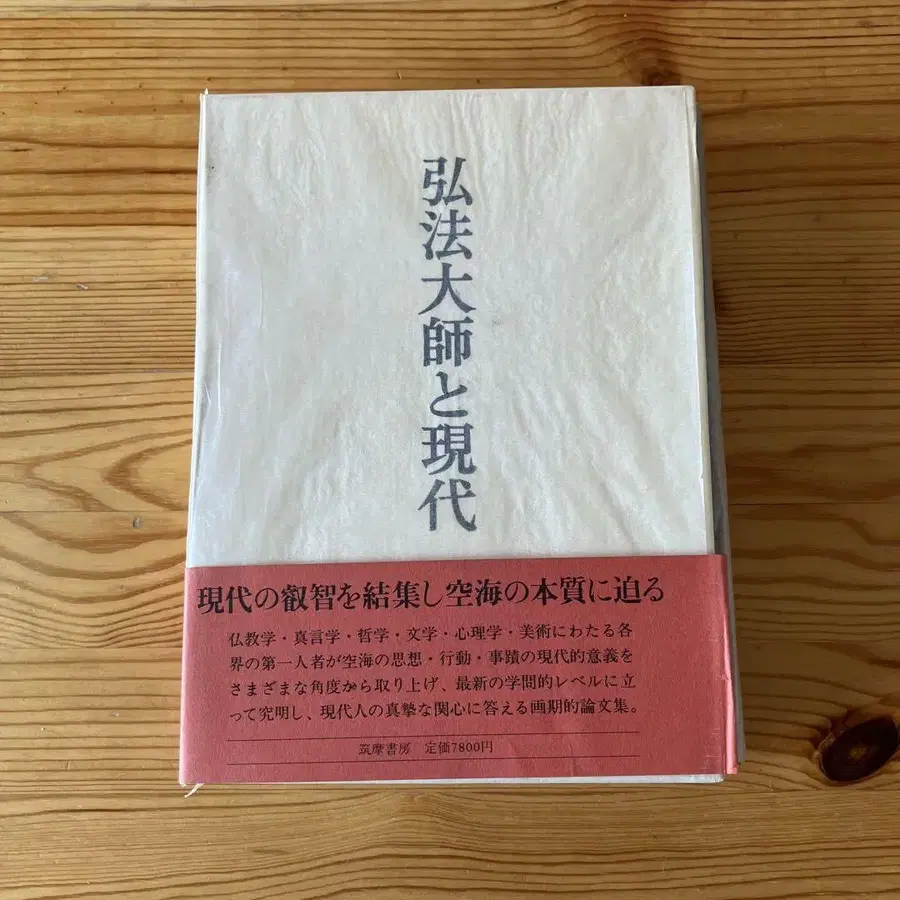 弘法大師と現代
現代の叡智を結集し空海の本質に迫る
仏教学・真言学・哲学・文学・心理学・美術にわたる各
界の第一人者が空海の思想・行動・事蹟の現代的意義を
さまざまな角度から取り上げ、最新の学問的レベルに立
って究明し、現代人の真摯な関心に答える画期的論文集。
筑摩書房　定価7800円